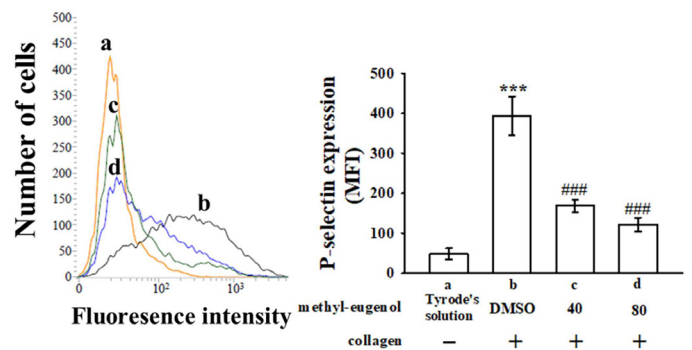 500
450
400
350
300
250
200
150
100
50
0
a
c
d
b
10² 10³
Number of cells
Fluoresence intensity
P-selectin expression
(MFI)
500
400
300
200
100
0
***
###
###
a b c d
methyl-eugenol Tyrode's solution DMSO 40 80
collagen − + + +